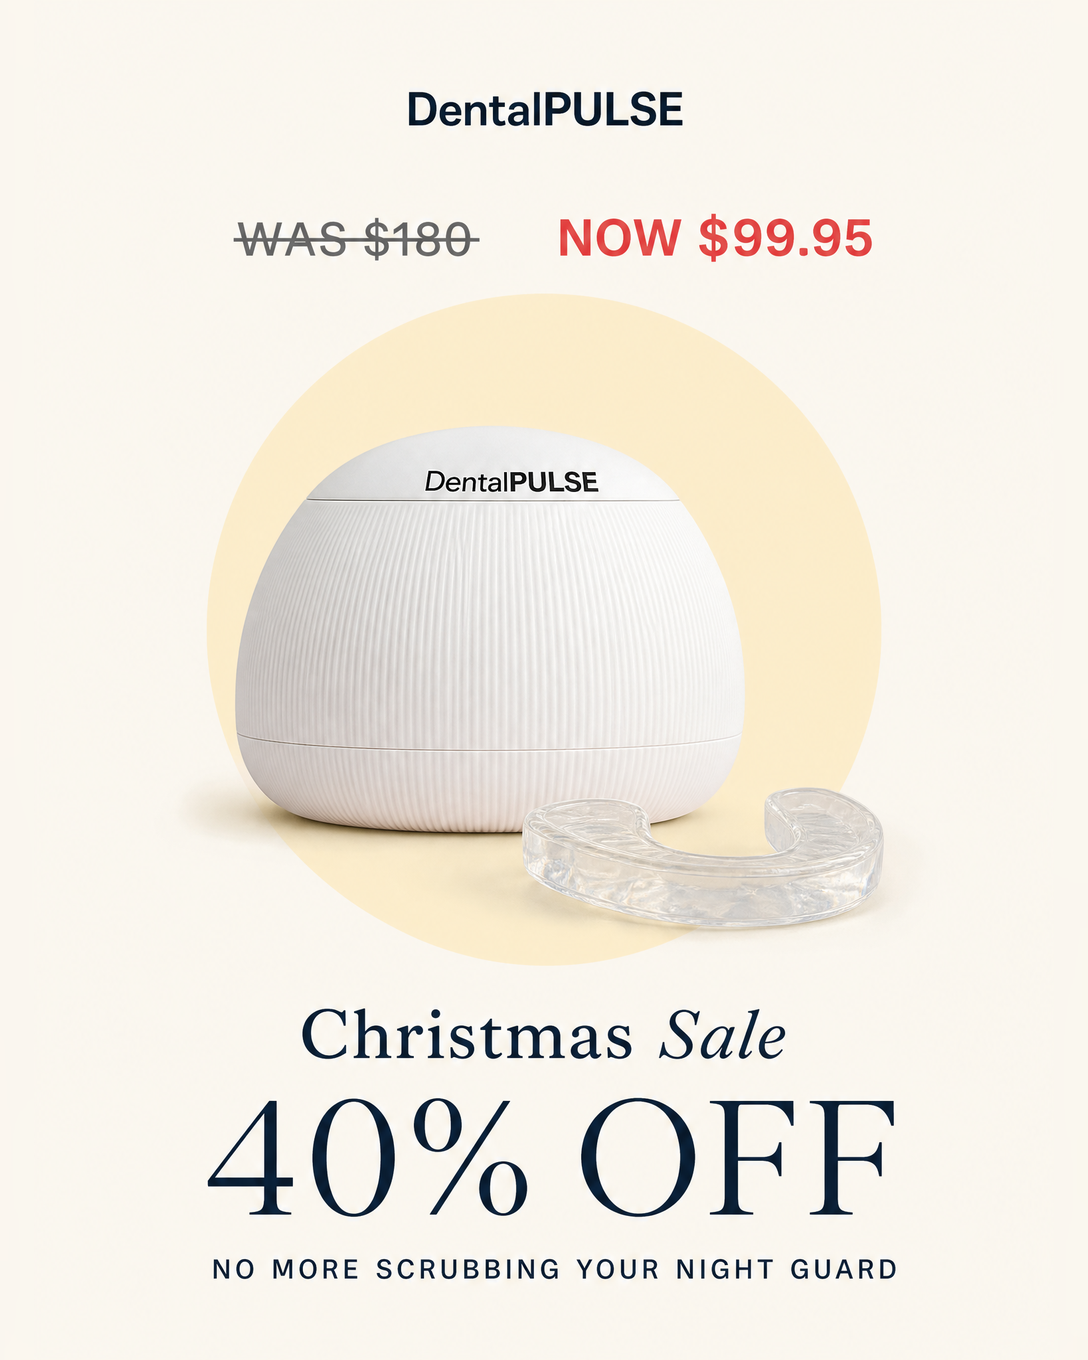 DentalPULSE
WAS $180 NOW $99.95
DentalPULSE
Christmas Sale
40% OFF
NO MORE SCRUBBING YOUR NIGHT GUARD